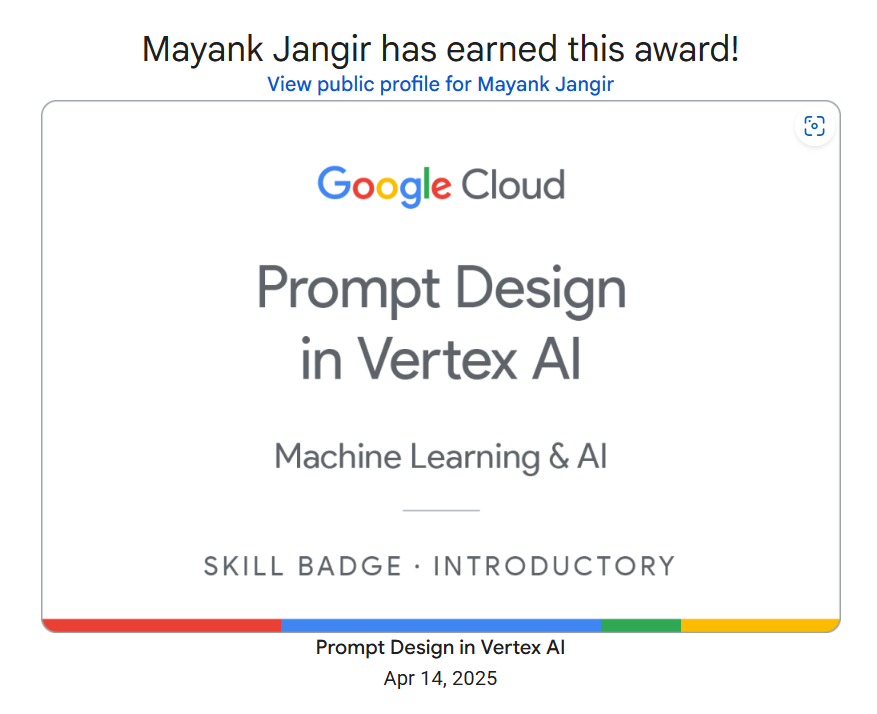 Mayank Jangir has earned this award!
View public profile for Mayank Jangir
Google Cloud
Prompt Design
in Vertex AI
Machine Learning & AI
SKILL BADGE · INTRODUCTORY
Prompt Design in Vertex AI
Apr 14, 2025